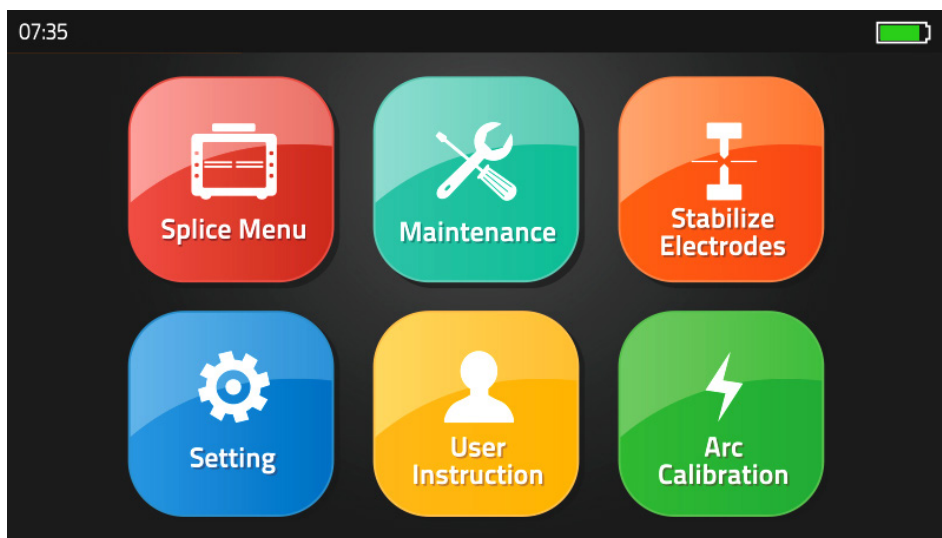 07:35
Splice Menu
Maintenance
Stabilize
Electrodes
Setting
User
Instruction
Arc
Calibration